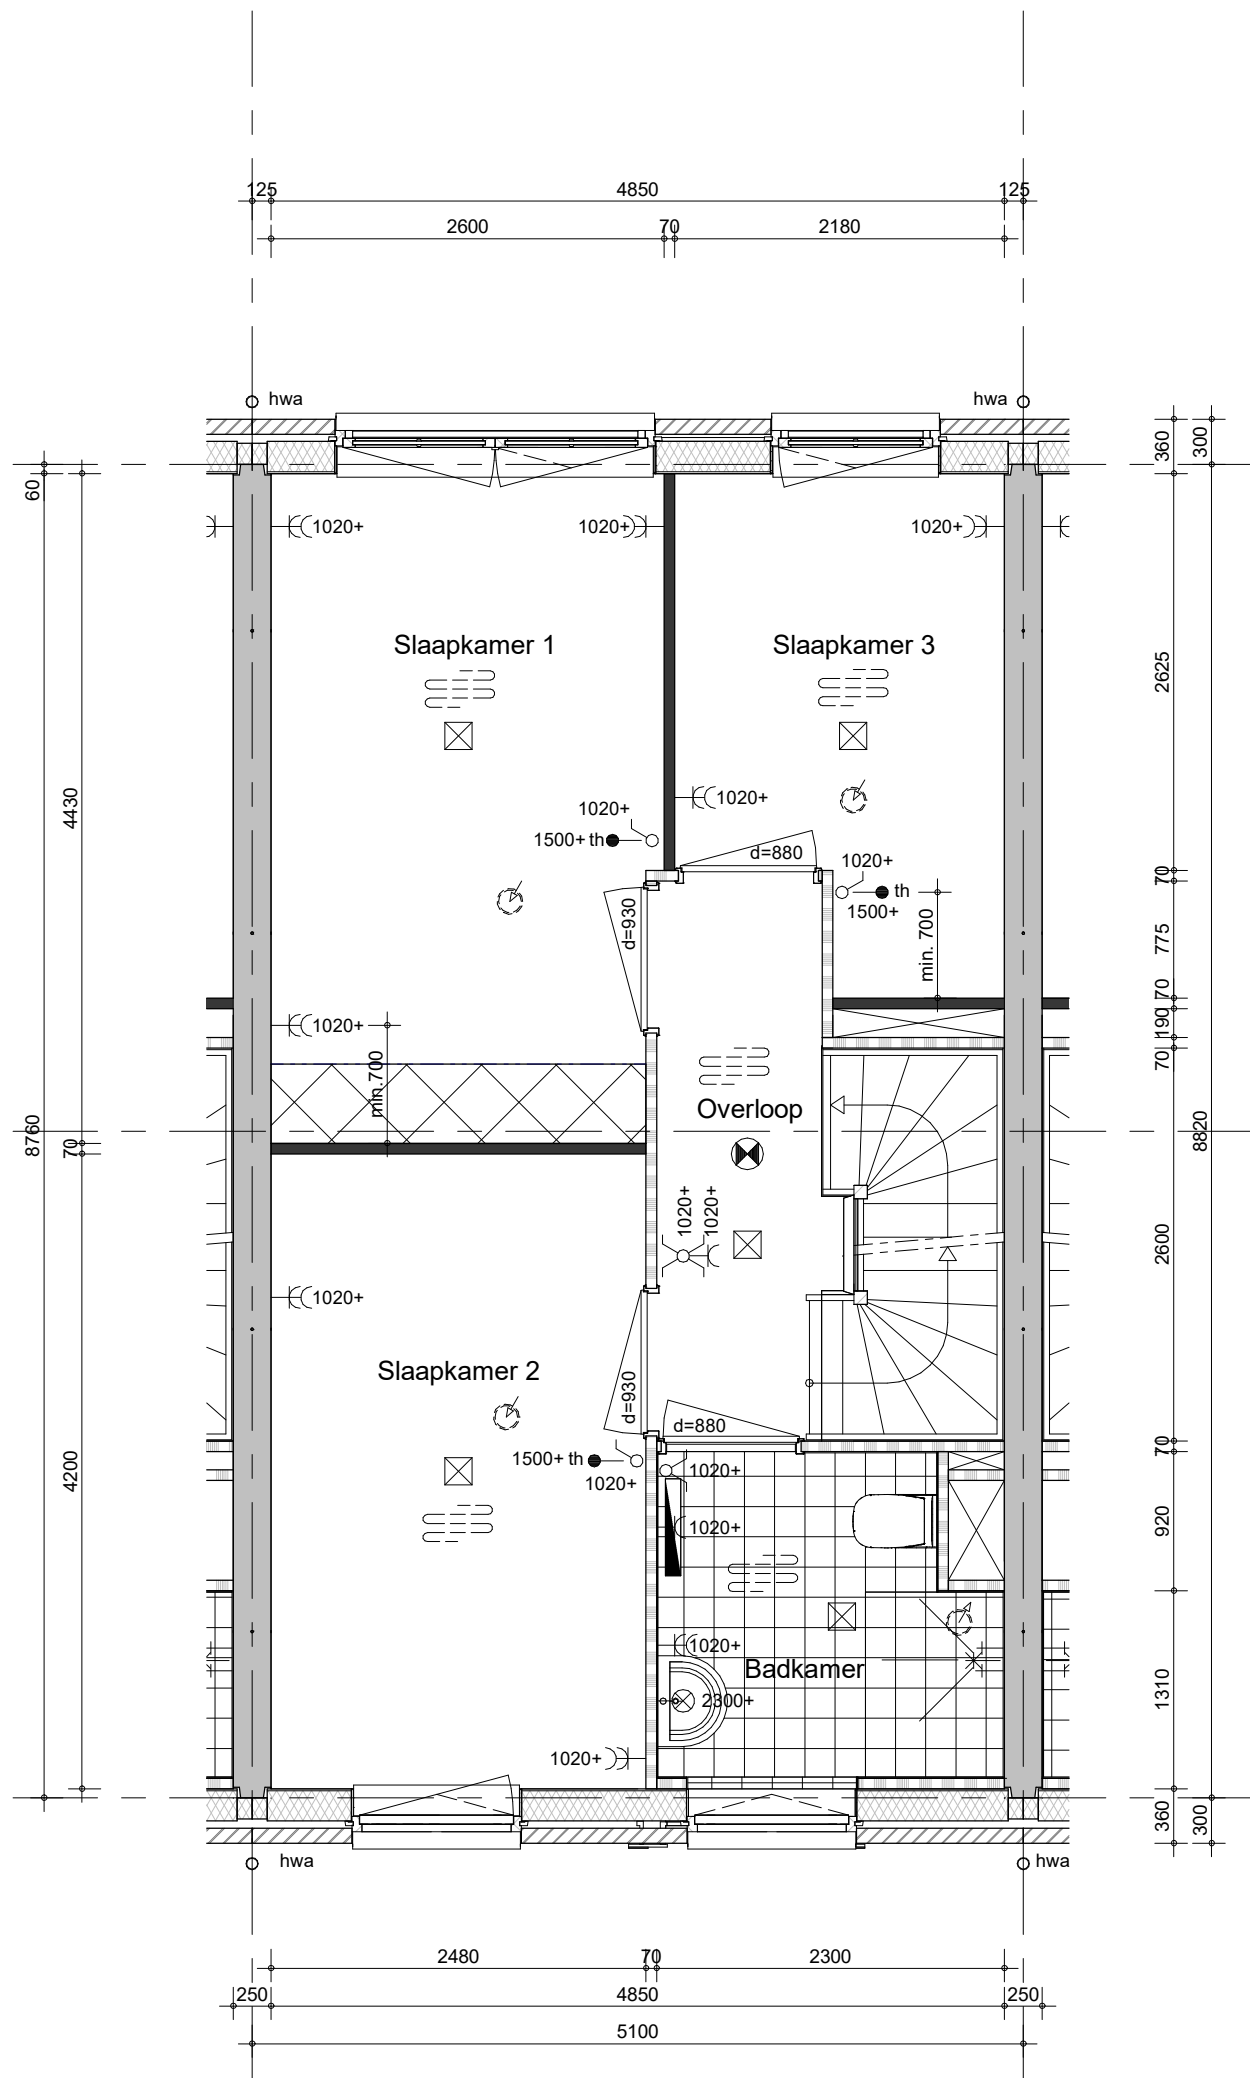 125 4850 125
2600 70 2180
hwa hwa
360 300
60
1020+ 1020+ 1020+
Slaapkamer 1 Slaapkamer 3
2625
4430
1020+
1020+
1500+ th
d=880
1020+
th
1500+
70
d=930
min. 700
775
70
190
70
1020+
min.700
Overloop
8760
70
8820
1020+
1020+
2600
1020+
Slaapkamer 2
d=930
d=880
1500+ th
1020+
1020+
70
4200
1020+
920
1020+
Badkamer
2300+
1310
1020+
360 300
hwa hwa
2480 70 2300
250 4850 250
5100